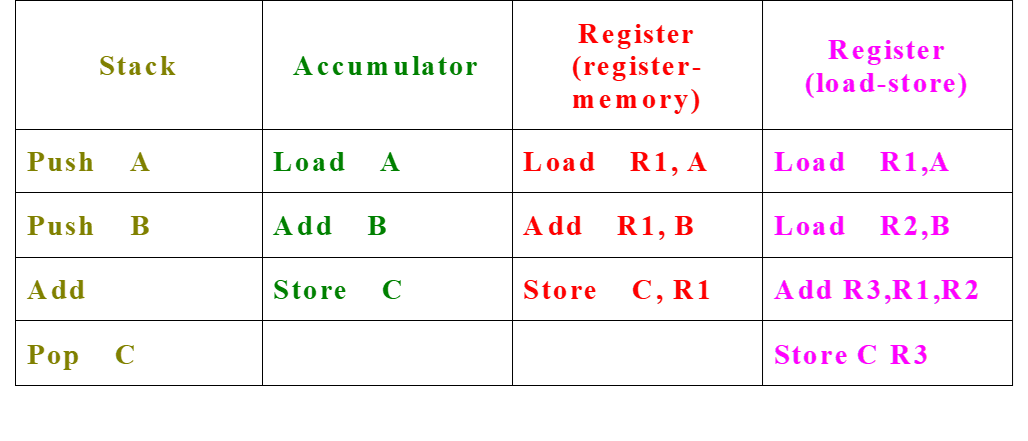 Stack
Accumulator
Register
(register-
memory)
Register
(load-store)
Push A
Load A
Load R1, A
Load R1,A
Push B
Add B
Add R1, B
Load R2,B
Add
Store C
Store C, R1
Add R3,R1,R2
Pop C
Store C R3